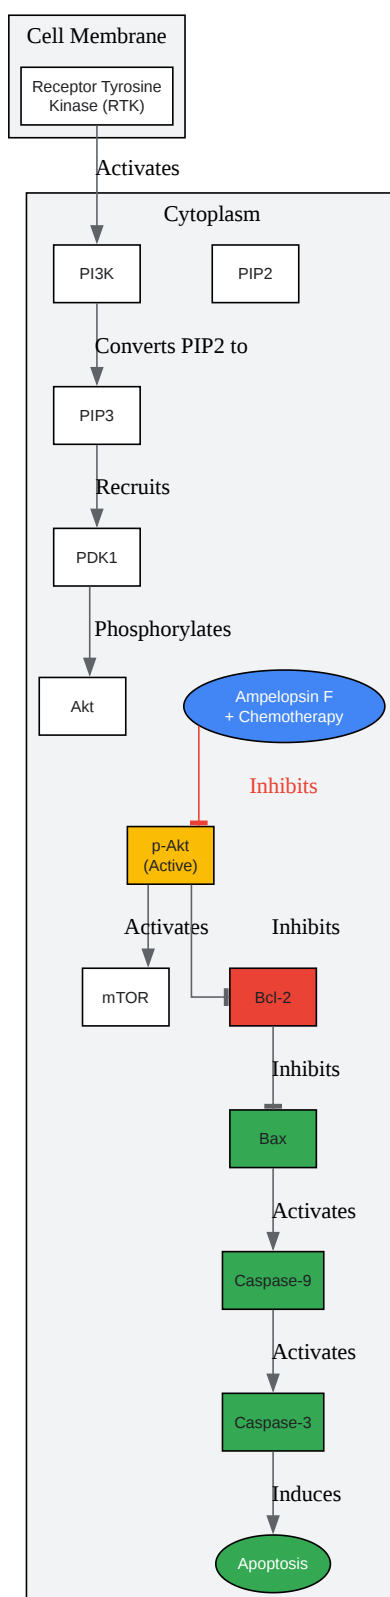 Cell Membrane
Receptor Tyrosine
Kinase (RTK)
Activates
Cytoplasm
PI3K
PIP2
Converts PIP2 to
PIP3
Recruits
PDK1
Phosphorylates
Akt
Ampelopsin F
+ Chemotherapy
Inhibits
p-Akt
(Active)
Activates
Inhibits
mTOR
Bcl-2
Inhibits
Bax
Activates
Caspase-9
Activates
Caspase-3
Induces
Apoptosis